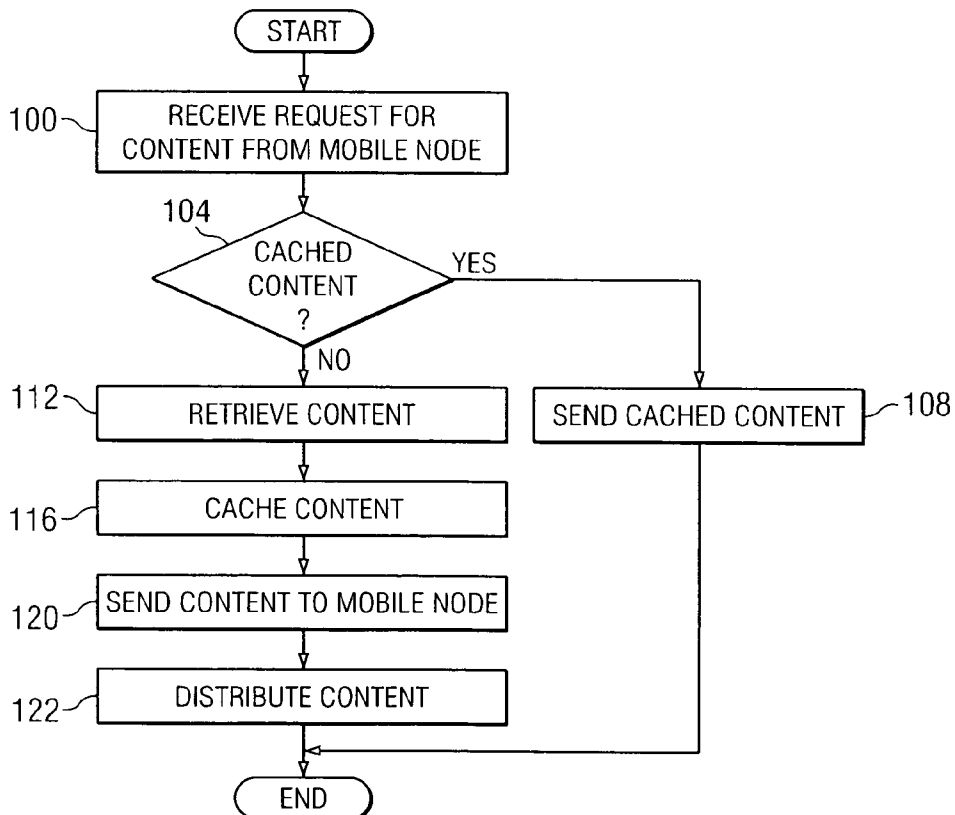 START
100
RECEIVE REQUEST FOR
CONTENT FROM MOBILE NODE
104
CACHED
CONTENT
?
YES
NO
112
RETRIEVE CONTENT
SEND CACHED CONTENT
108
116
CACHE CONTENT
120
SEND CONTENT TO MOBILE NODE
122
DISTRIBUTE CONTENT
END